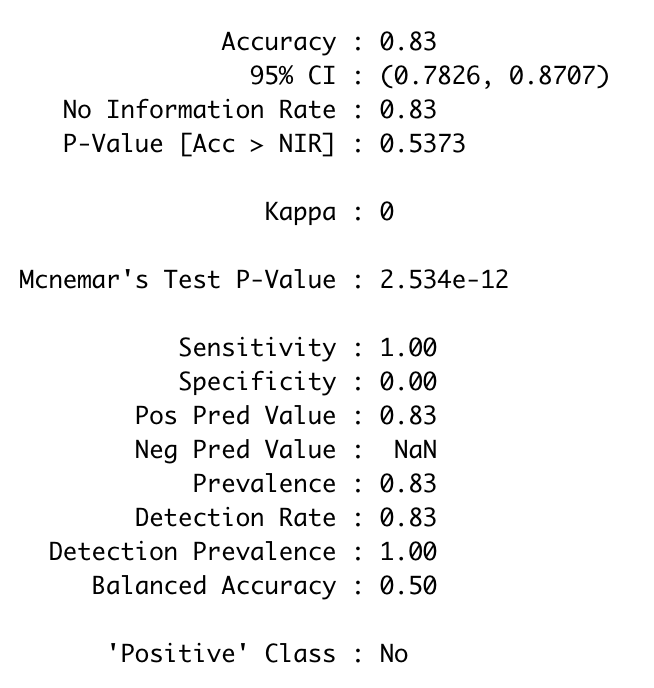 Accuracy : 0.83
95% CI : (0.7826, 0.8707)
No Information Rate : 0.83
P-Value [Acc > NIR] : 0.5373
Kappa : 0
Mcnemar's Test P-Value : 2.534e-12
Sensitivity : 1.00
Specificity : 0.00
Pos Pred Value : 0.83
Neg Pred Value : NaN
Prevalence : 0.83
Detection Rate : 0.83
Detection Prevalence : 1.00
Balanced Accuracy : 0.50
'Positive' Class : No